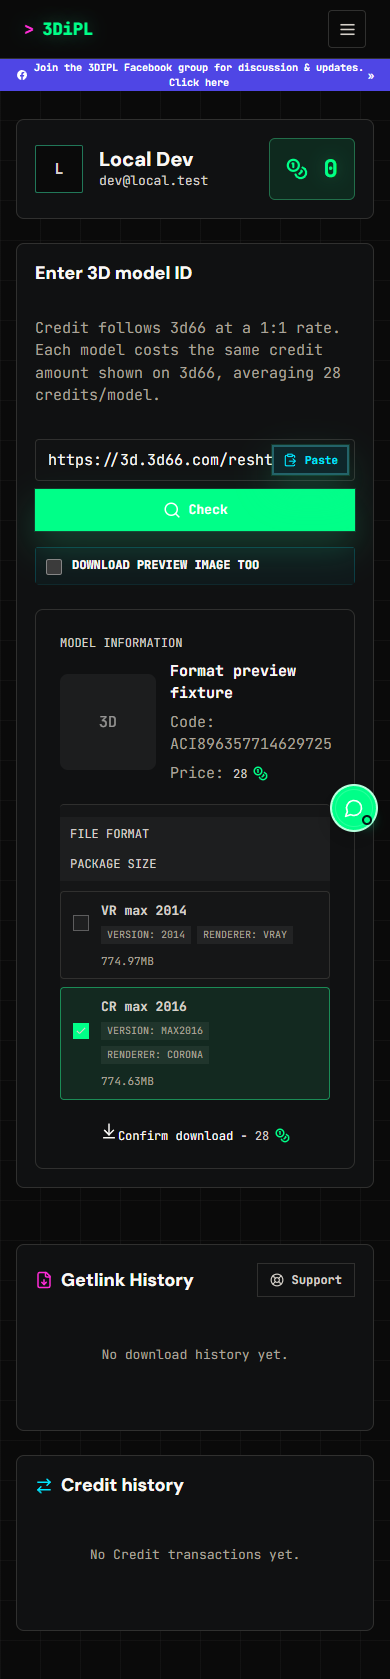 > 3DiPL
Join the 3DIPL Facebook group for discussion & updates. Click here »
L
Local Dev
dev@local.test
0
Enter 3D model ID
Credit follows 3d66 at a 1:1 rate.
Each model costs the same credit
amount shown on 3d66, averaging 28
credits/model.
https://3d.3d66.com/resht
Paste
Check
DOWNLOAD PREVIEW IMAGE TOO
MODEL INFORMATION
3D
Format preview
fixture
Code:
ACI896357714629725
Price: 28
FILE FORMAT
PACKAGE SIZE
VR max 2014
VERSION: 2014 RENDERER: VRAY
774.97MB
CR max 2016
VERSION: MAX2016
RENDERER: CORONA
774.63MB
Confirm download - 28
Getlink History
Support
No download history yet.
Credit history
No Credit transactions yet.